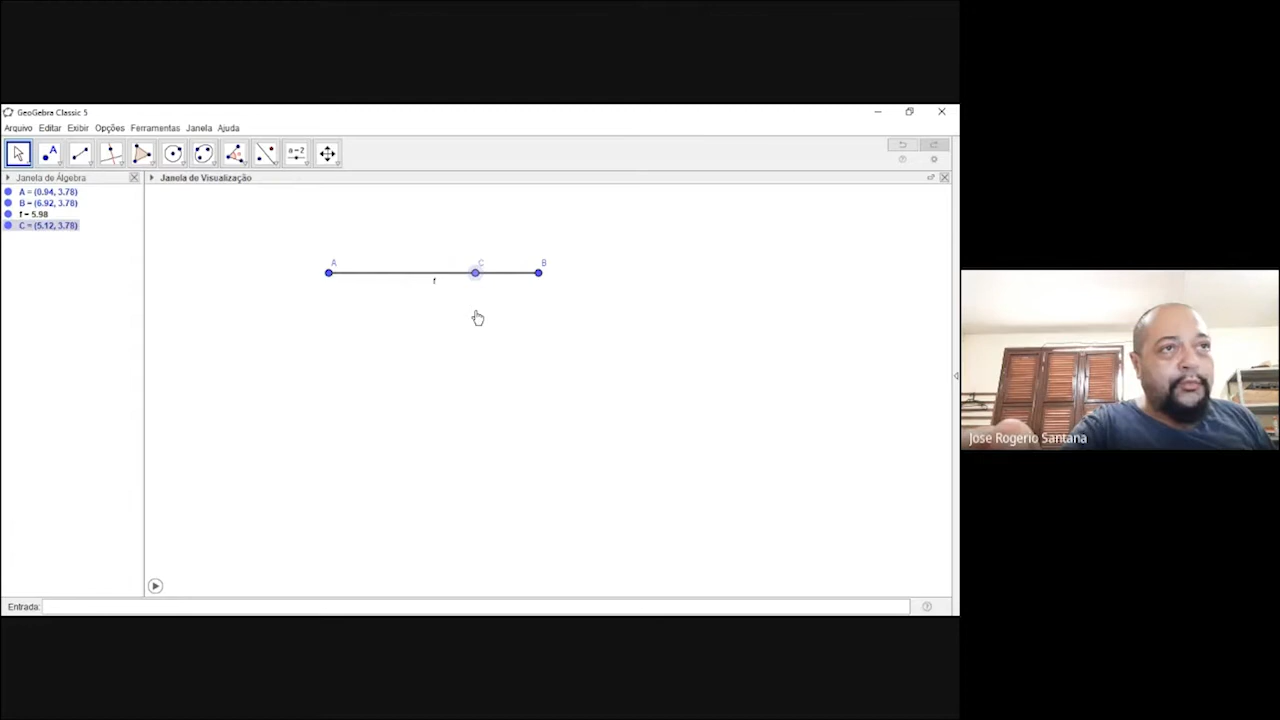 GeoGebra Classic 5
Arquivo Editar Exibir Opções Ferramentas Janela Ajuda
A
a=2
Janela de Álgebra
Janela de Visualização
A = (0.94, 3.78)
B = (6.92, 3.78)
f = 5.98
C = (5.12, 3.78)
A C B
f
Jose Rogerio Santana
Entrada: